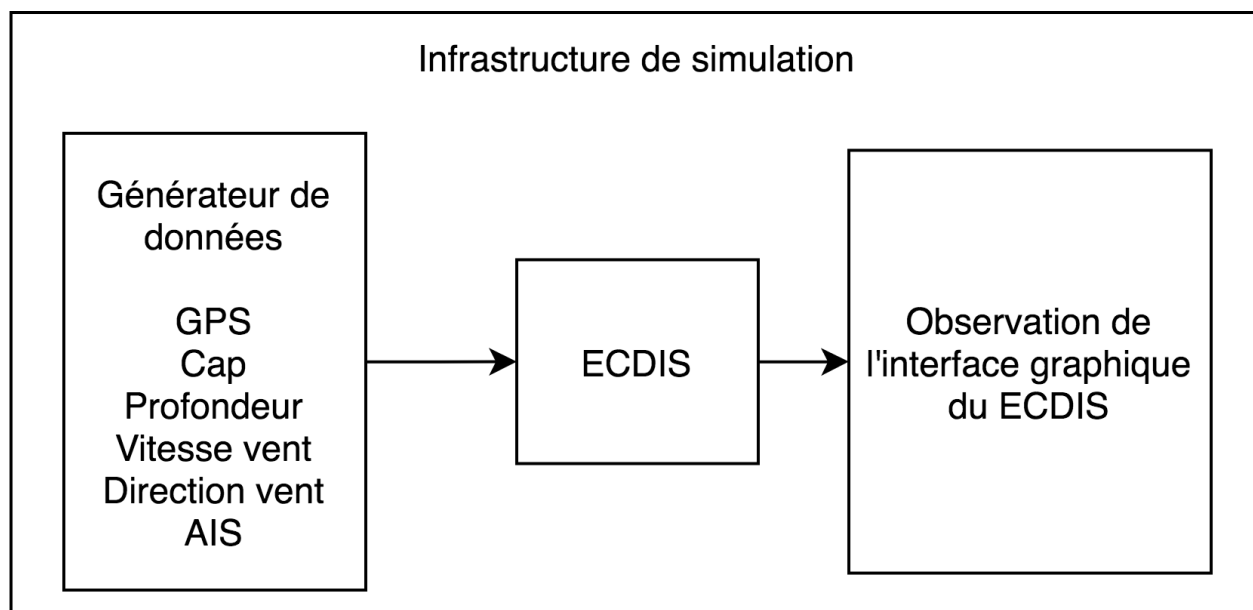 Infrastructure de simulation
Générateur de
données
GPS
Cap
Profondeur
Vitesse vent
Direction vent
AIS
ECDIS
Observation de
l'interface graphique
du ECDIS